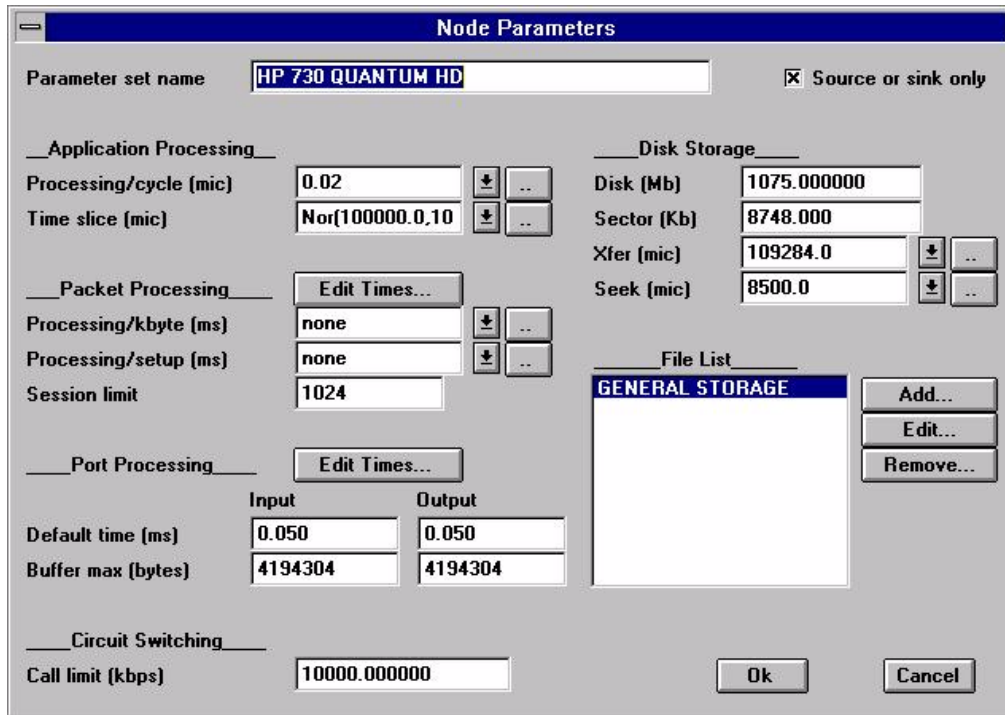 Node Parameters
Parameter set name HP 730 QUANTUM HD Source or sink only
__Application Processing__
Processing/cycle (mic) 0.02 ..
Time slice (mic) Nor(100000.0,10 ..
____Disk Storage____
Disk (Mb) 1075.000000
Sector (Kb) 8748.000
Xfer (mic) 109284.0 ..
Seek (mic) 8500.0 ..
___Packet Processing____ Edit Times...
Processing/kbyte (ms) none ..
Processing/setup (ms) none ..
Session limit 1024
______File List______
GENERAL STORAGE
Add...
Edit...
Remove...
____Port Processing____ Edit Times...
Input Output
Default time (ms) 0.050 0.050
Buffer max (bytes) 4194304 4194304
____Circuit Switching____
Call limit (kbps) 10000.000000
Ok Cancel